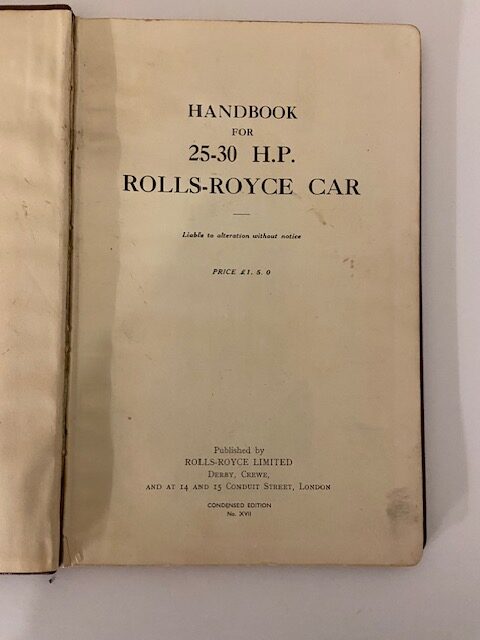 HANDBOOK
FOR
25-30 H.P.
ROLLS-ROYCE CAR
Liable to alteration without notice
PRICE £1. 5. 0
Published by
ROLLS-ROYCE LIMITED
DERBY, CREWE,
AND AT 14 AND 15 CONDUIT STREET, LONDON
CONDENSED EDITION
No. XVII